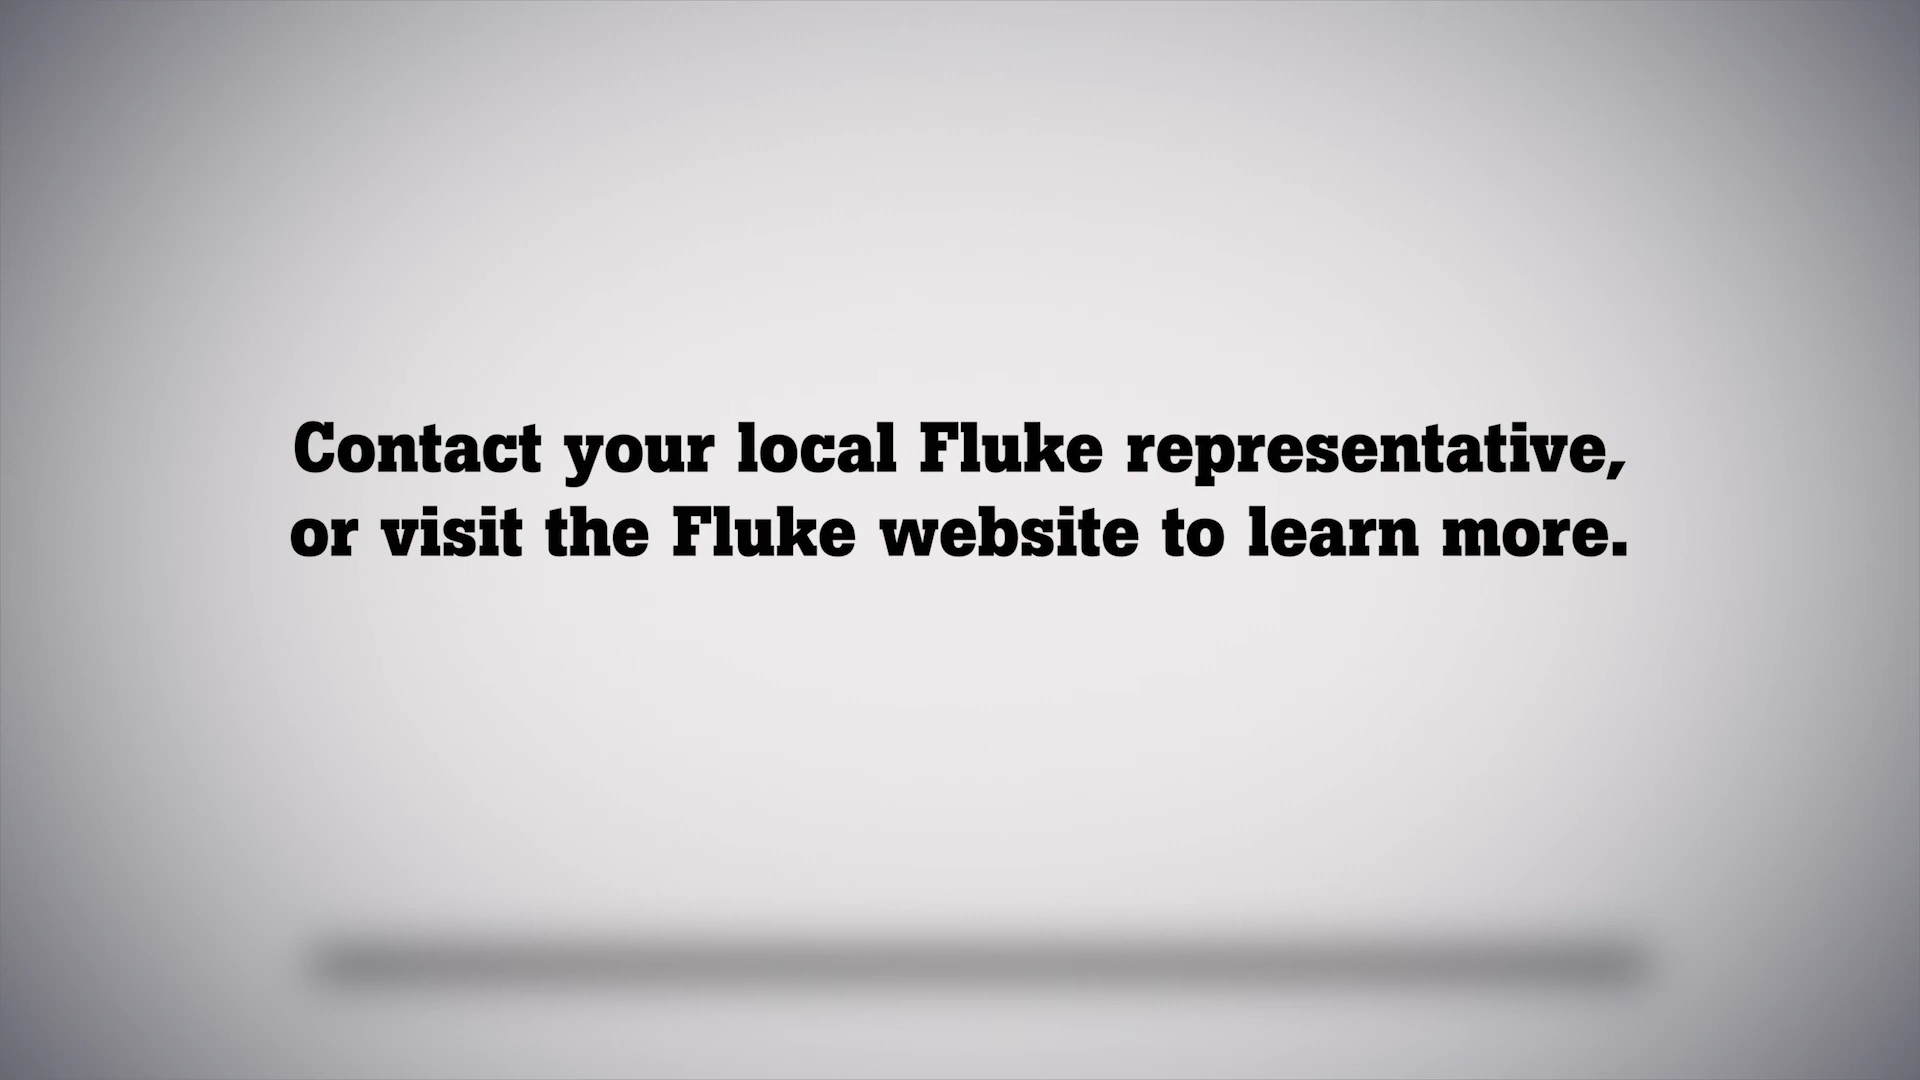 Contact your local Fluke representative,
or visit the Fluke website to learn more.